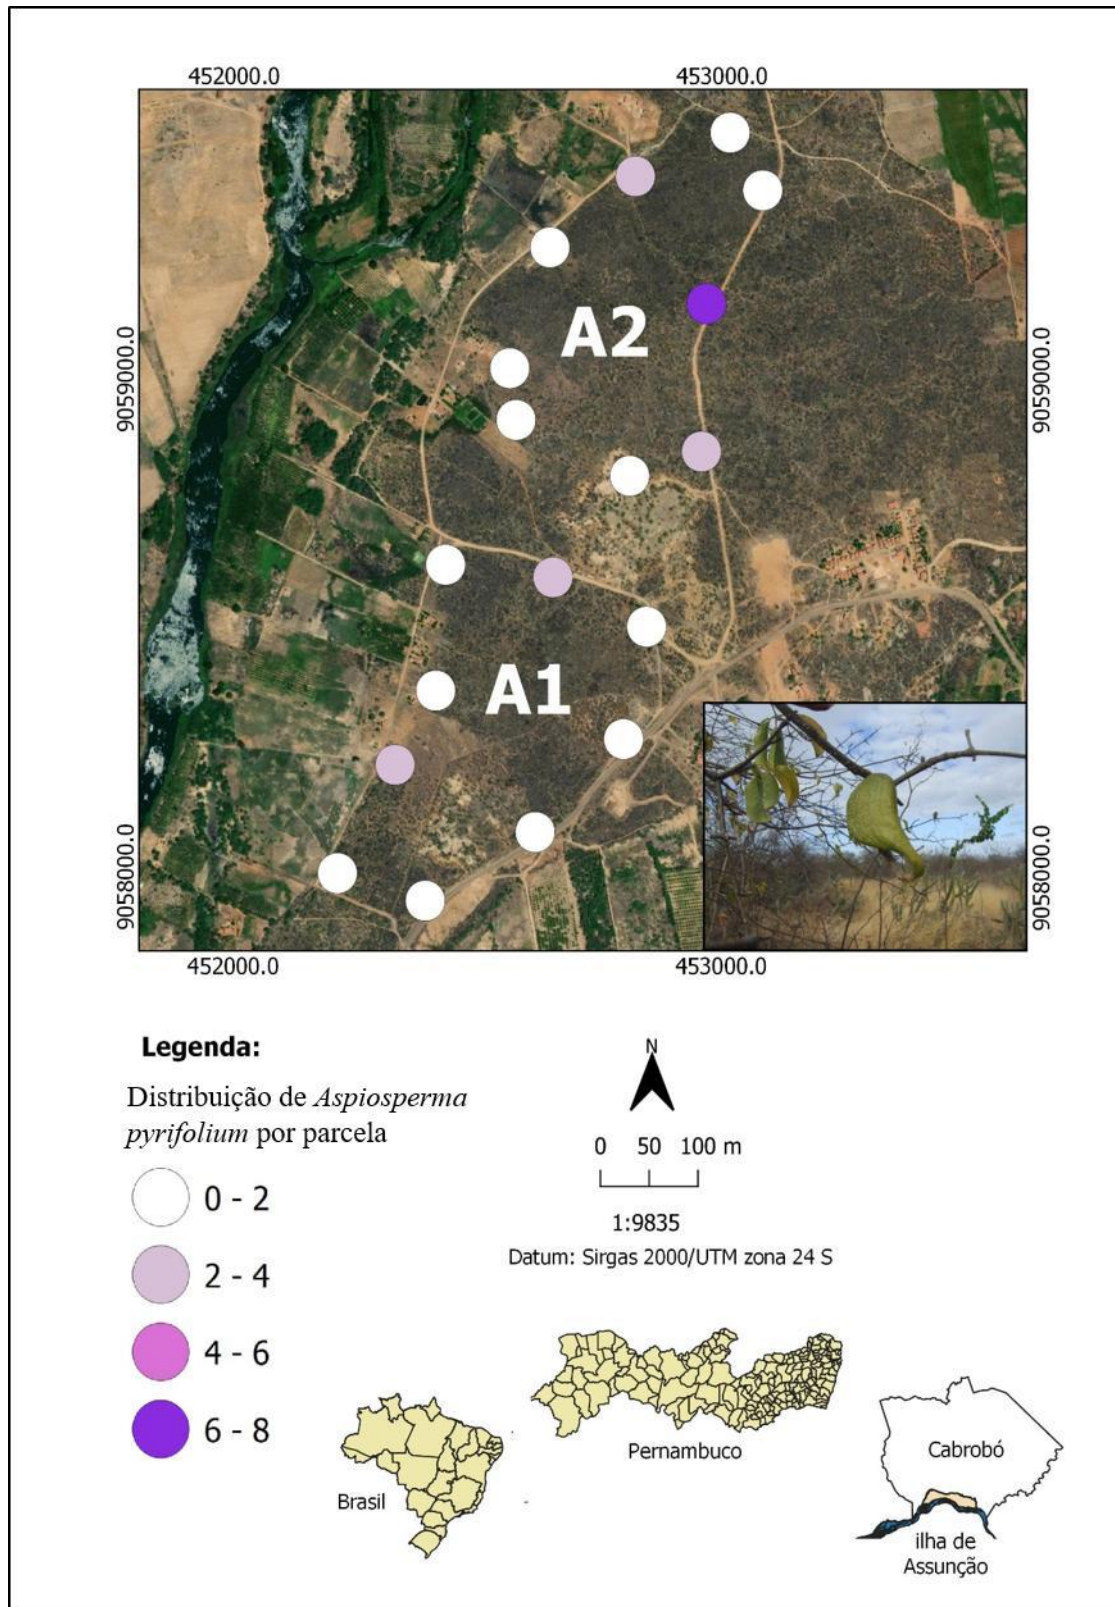 452000.0 453000.0
9059000.0 9059000.0
A2
A1
9058000.0 9058000.0
452000.0 453000.0
Legenda:
Distribuição de Aspiosperma
pyrifolium por parcela
0 - 2
2 - 4
4 - 6
6 - 8
N
0 50 100 m
1:9835
Datum: Sirgas 2000/UTM zona 24 S
Brasil
Pernambuco
Cabrobó
ilha de
Assunção